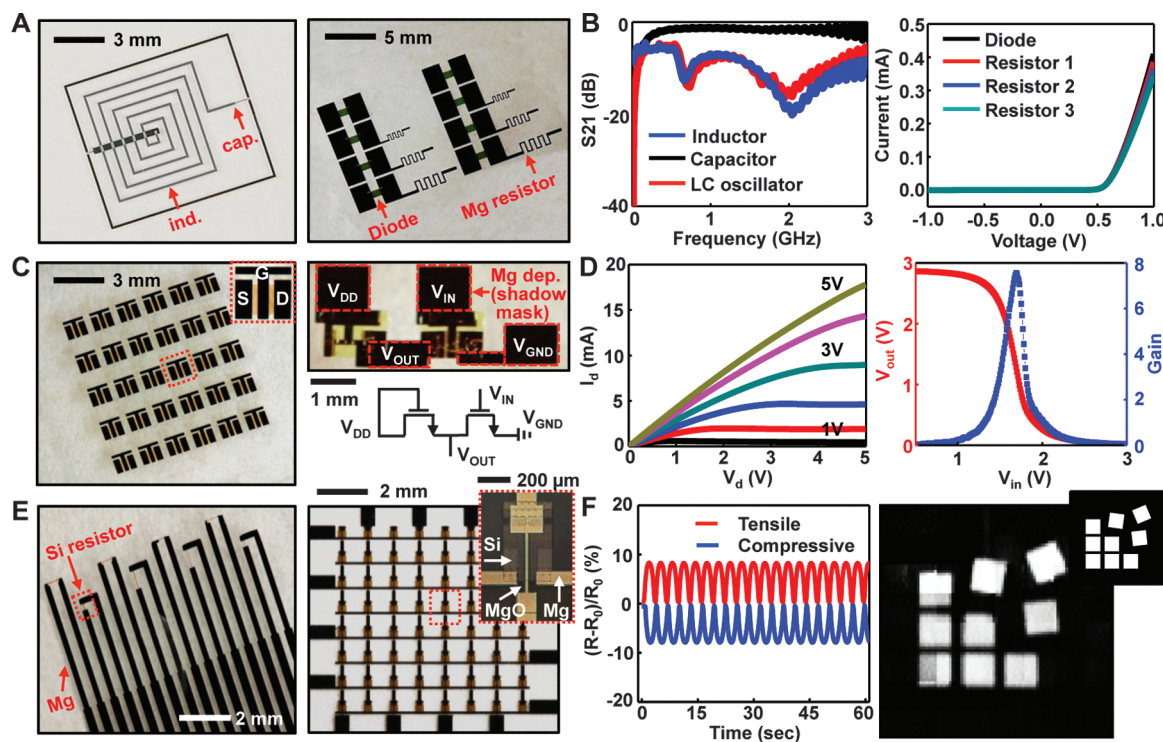 A
3 mm
cap.
ind.
5 mm
Diode
Mg resistor
B
0
-20
-40
S21 (dB)
Inductor
Capacitor
LC oscillator
0 1 2 3
Frequency (GHz)
Diode
Resistor 1
Resistor 2
Resistor 3
0.5
0.4
0.3
0.2
0.1
0.0
Current (mA)
-1.0 -0.5 0.0 0.5 1.0
Voltage (V)
C
3 mm
G
S D
VDD
VIN
Mg dep.
(shadow
mask)
VOUT
VGND
1 mm
VIN
VDD
VGND
VOUT
D
20
15
10
5
0
Id (mA)
5V
3V
1V
0 1 2 3 4 5
Vd (V)
3
2
1
0
Vout (V)
8
6
4
2
0
Gain
1 2 3
Vin (V)
E
Si resistor
Mg
2 mm
2 mm
200 μm
Si
MgO
Mg
F
20
10
0
-10
-20
(R-R0)/R0 (%)
Tensile
Compressive
0 15 30 45 60
Time (sec)